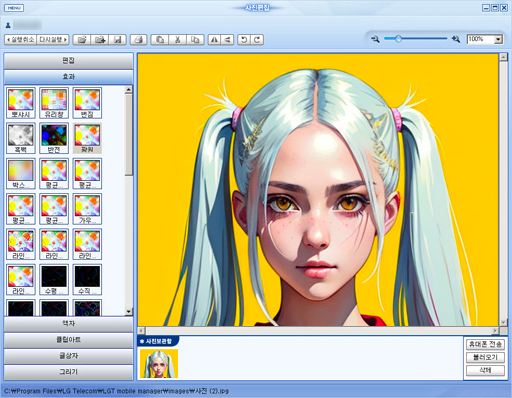 MENU
사진편집
실행취소 다시실행
100%
편집
효과
뽀샤시 유리창 번짐
흑백 반전 광원
박스... 평균... 평균...
평균... 평균... 가우...
라인... 라인... 라인...
라인... 수평... 수직...
액자
클립아트
글상자
그리기
사진보관함
휴대폰 전송
불러오기
삭제
C:₩Program Files₩LG Telecom₩LGT mobile manager₩images₩사진 (2).jpg